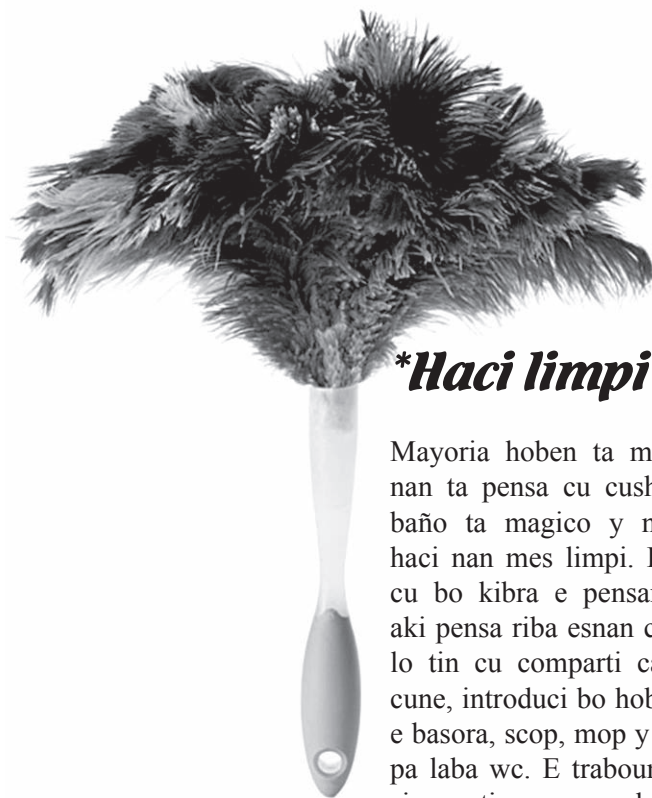 *Haci limpi
Mayoria hoben ta
nan ta pensa cu
baño ta magico y
haci nan mes limpi.
cu bo kibra e
aki pensa riba esnan
lo tin cu comparti
cune, introduci bo
e basora, scop, mop y
pa laba wc. E